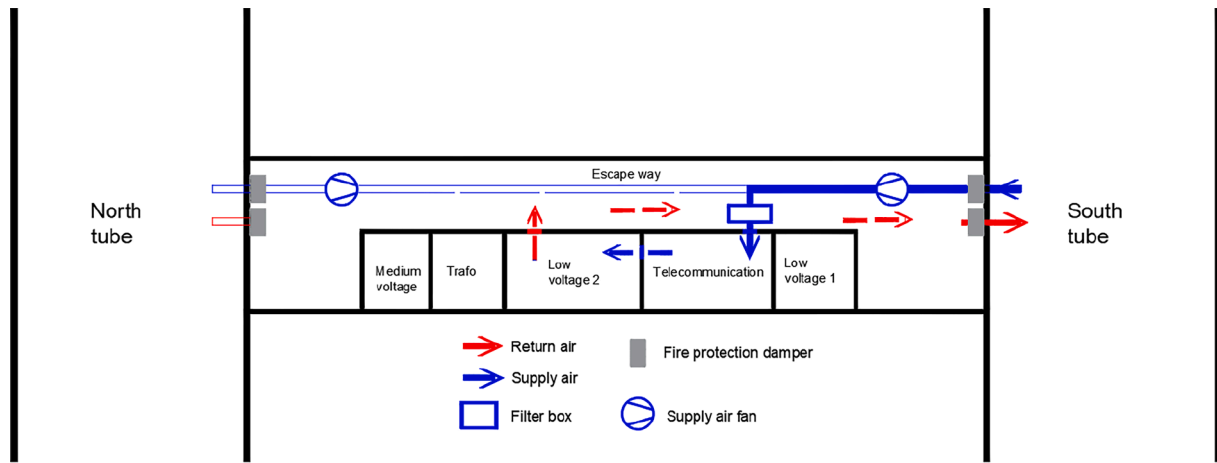 Escape way
North
tube
South
tube
Medium
voltage
Trafo
Low
voltage 2
Telecommunication
Low
voltage 1
Return air
Fire protection damper
Supply air
Filter box
Supply air fan